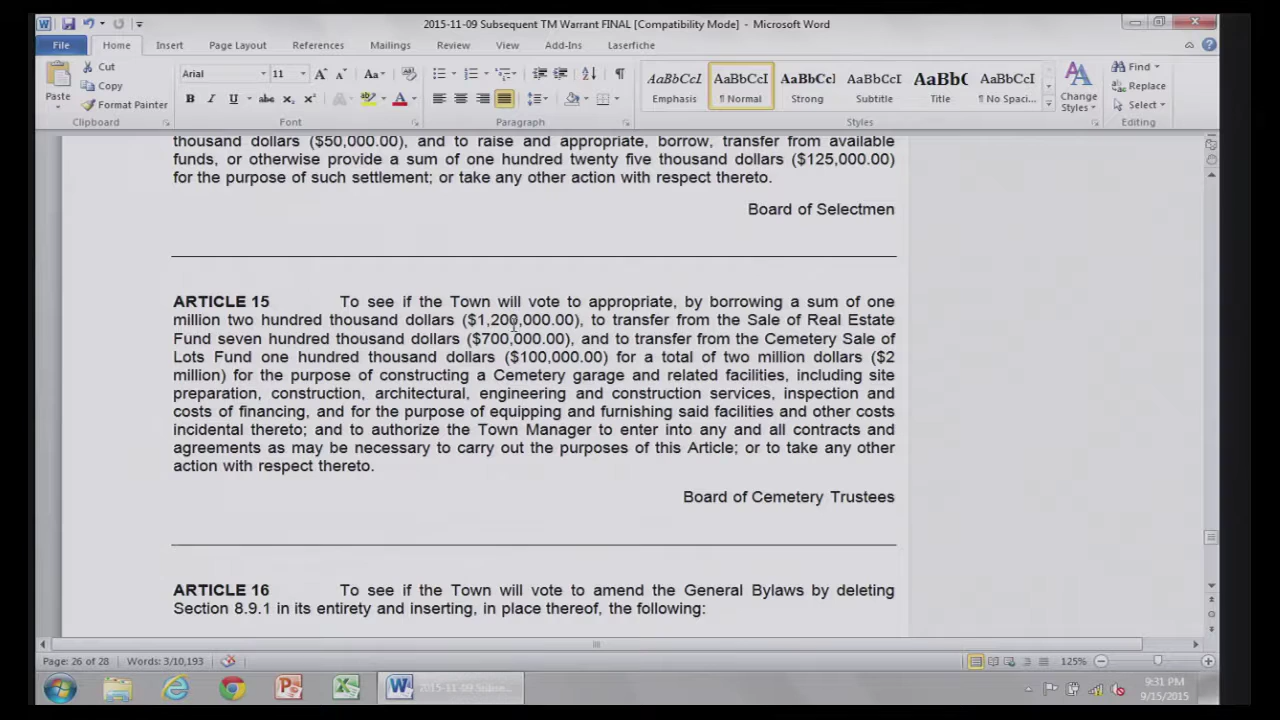 2015-11-09 Subsequent TM Warrant FINAL [Compatibility Mode] - Microsoft Word
File Home Insert Page Layout References Mailings Review View Add-Ins Laserfiche
Paste
Cut
Copy
Format Painter
Clipboard
Arial 11
Aa
B I U abc x₂ x² A
Font
Paragraph
AaBbCcI AaBbCcI AaBbCcI AaBbCcI AaBb( AaBbCcI
Emphasis ¶ Normal Strong Subtitle Title ¶ No Spaci...
Styles
Change Styles
Find
Replace
Select
Editing
thousand dollars ($50,000.00), and to raise and appropriate, borrow, transfer from available
funds, or otherwise provide a sum of one hundred twenty five thousand dollars ($125,000.00)
for the purpose of such settlement; or take any other action with respect thereto.
Board of Selectmen
ARTICLE 15 To see if the Town will vote to appropriate, by borrowing a sum of one
million two hundred thousand dollars ($1,200,000.00), to transfer from the Sale of Real Estate
Fund seven hundred thousand dollars ($700,000.00), and to transfer from the Cemetery Sale of
Lots Fund one hundred thousand dollars ($100,000.00) for a total of two million dollars ($2
million) for the purpose of constructing a Cemetery garage and related facilities, including site
preparation, construction, architectural, engineering and construction services, inspection and
costs of financing, and for the purpose of equipping and furnishing said facilities and other costs
incidental thereto; and to authorize the Town Manager to enter into any and all contracts and
agreements as may be necessary to carry out the purposes of this Article; or to take any other
action with respect thereto.
Board of Cemetery Trustees
ARTICLE 16 To see if the Town will vote to amend the General Bylaws by deleting
Section 8.9.1 in its entirety and inserting, in place thereof, the following:
Page: 26 of 28 Words: 3/10,193 125%
9:31 PM
9/15/2015